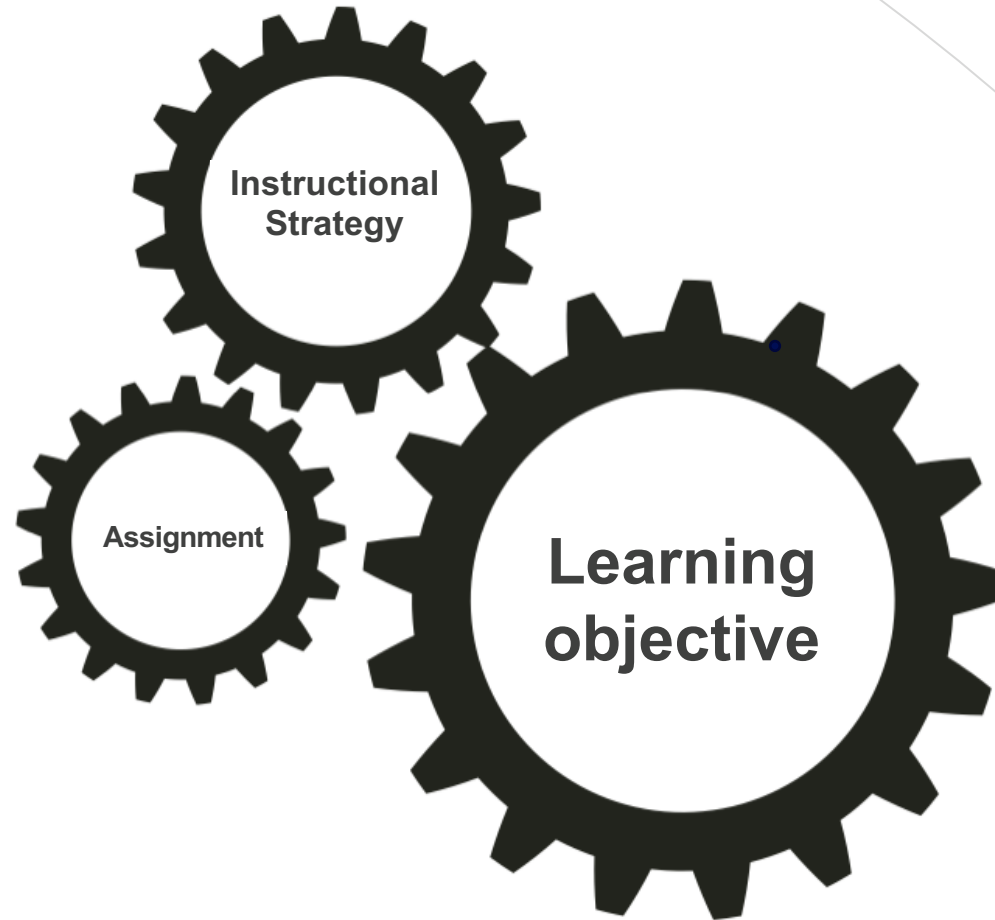 Instructional
Strategy
Assignment
Learning
objective